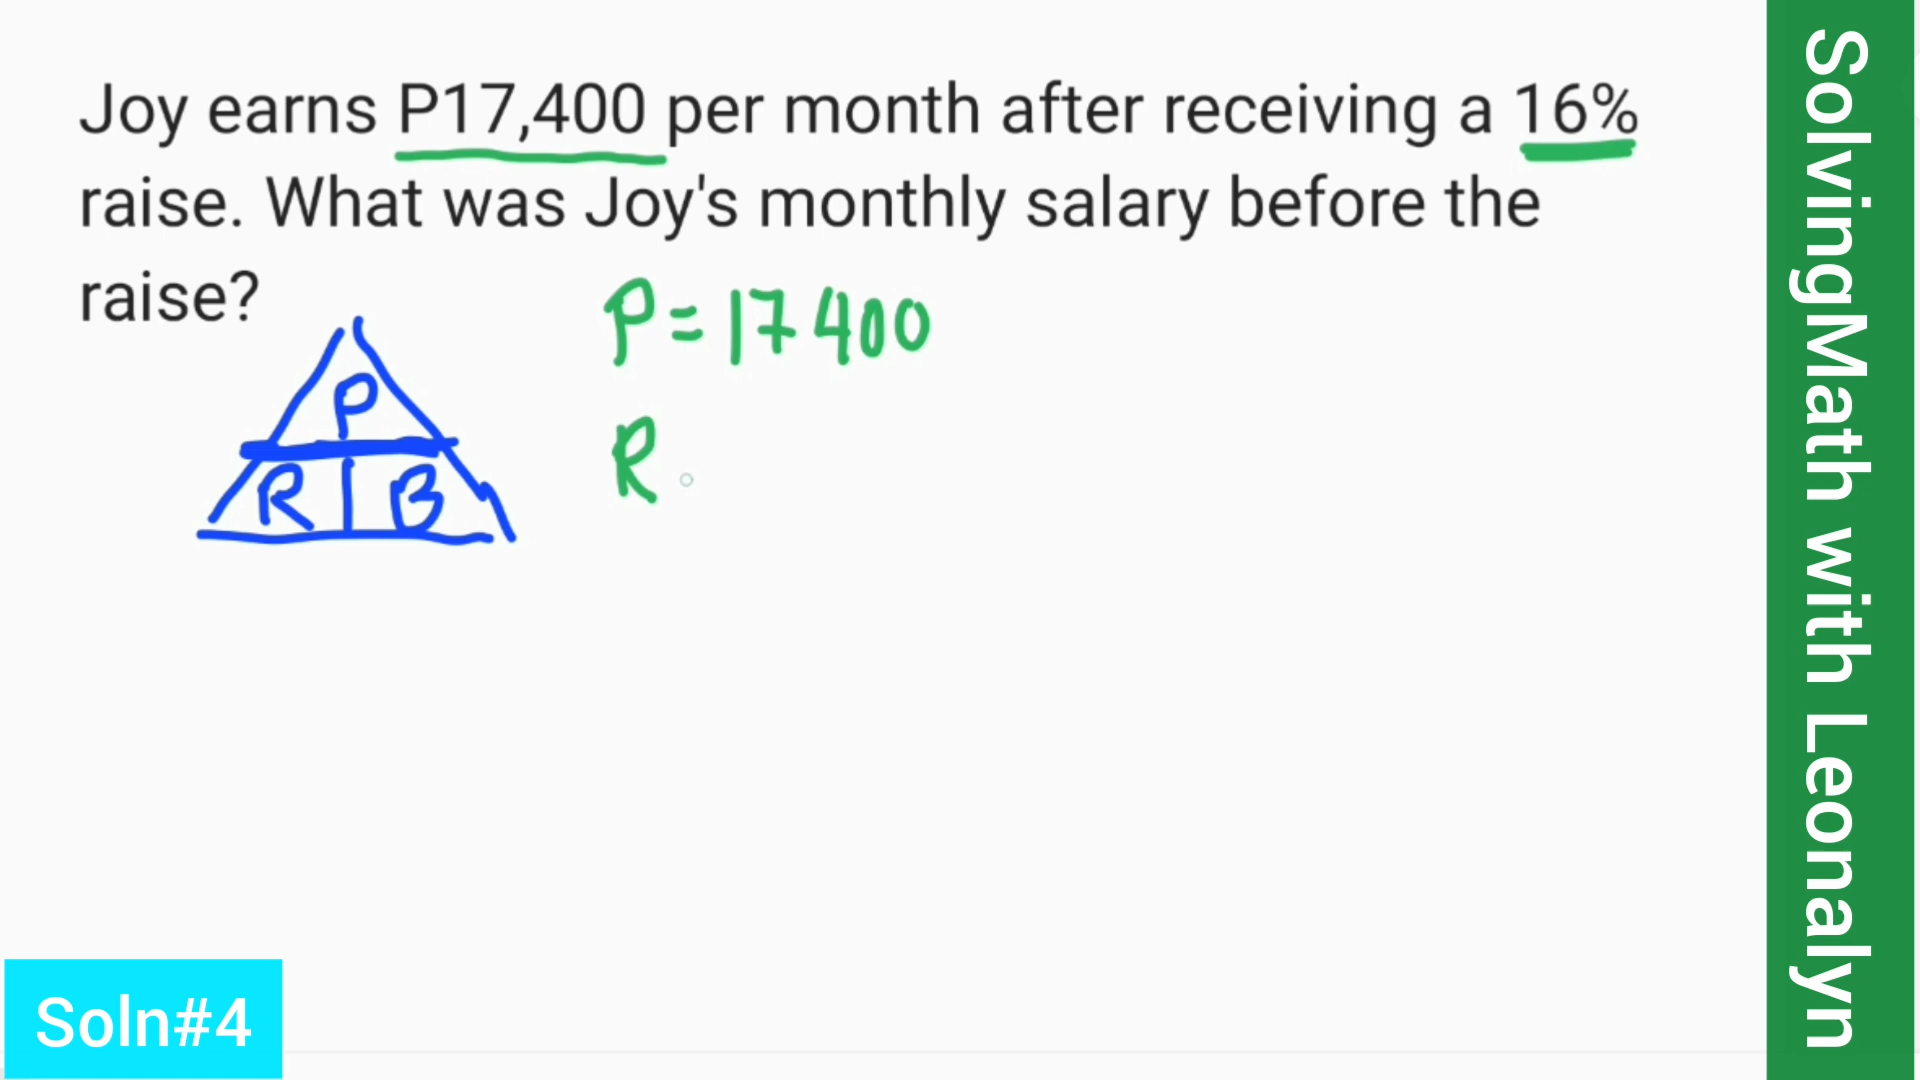 Joy earns P17,400 per month after receiving a 16%
raise. What was Joy's monthly salary before the
raise?
P = 17400
P
R B
R
Soln#4
SolvingMath with Leonalyn